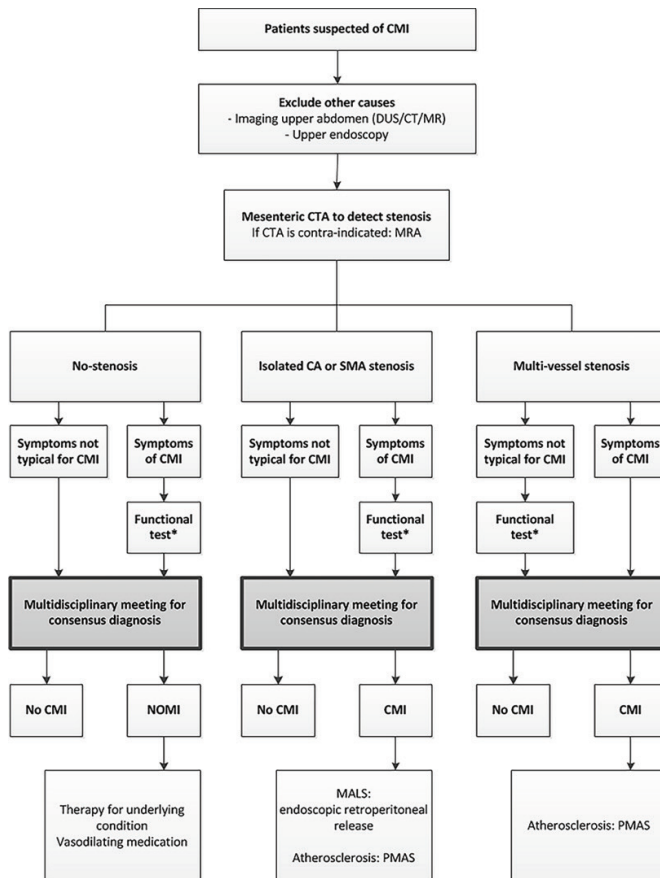 Patients suspected of CMI
Exclude other causes
- Imaging upper abdomen (DUS/CT/MR)
- Upper endoscopy
Mesenteric CTA to detect stenosis
If CTA is contra-indicated: MRA
No-stenosis
Isolated CA or SMA stenosis
Multi-vessel stenosis
Symptoms not
typical for CMI
Symptoms
of CMI
Symptoms not
typical for CMI
Symptoms
of CMI
Symptoms not
typical for CMI
Symptoms
of CMI
Functional
test*
Functional
test*
Functional
test*
Multidisciplinary meeting for
consensus diagnosis
Multidisciplinary meeting for
consensus diagnosis
Multidisciplinary meeting for
consensus diagnosis
No CMI
NOMI
No CMI
CMI
No CMI
CMI
Therapy for underlying
condition
Vasodilating medication
MALS:
endoscopic retroperitoneal
release
Atherosclerosis: PMAS
Atherosclerosis: PMAS